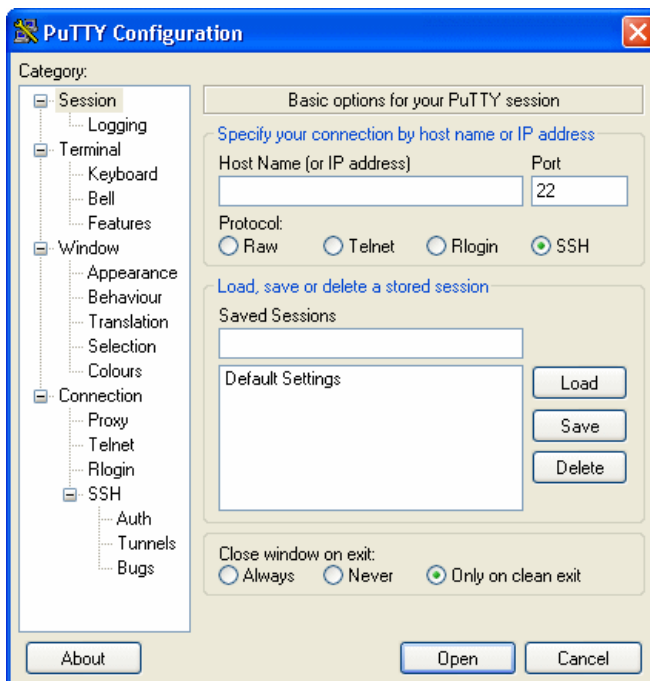 PuTTY Configuration
Category:
Session
Logging
Terminal
Keyboard
Bell
Features
Window
Appearance
Behaviour
Translation
Selection
Colours
Connection
Proxy
Telnet
Rlogin
SSH
Auth
Tunnels
Bugs
Basic options for your PuTTY session
Specify your connection by host name or IP address
Host Name (or IP address) Port
22
Protocol:
Raw Telnet Rlogin SSH
Load, save or delete a stored session
Saved Sessions
Default Settings
Load
Save
Delete
Close window on exit:
Always Never Only on clean exit
About Open Cancel